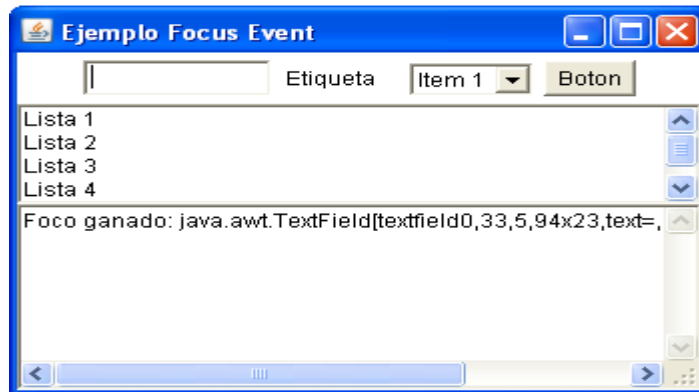 Ejemplo Focus Event
Etiqueta Item 1 Boton
Lista 1
Lista 2
Lista 3
Lista 4
Foco ganado: java.awt.TextField[textfield0,33,5,94x23,text=,